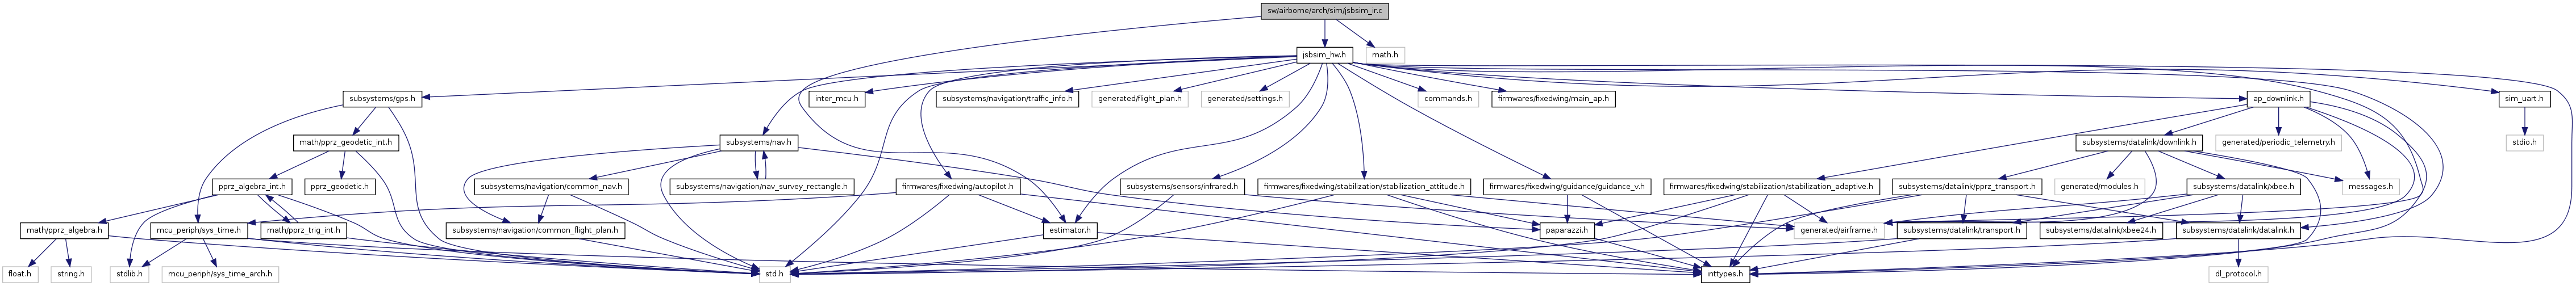 sw/airborne/arch/sim/jsbsim_ir.c
jsbsim_hw.h
math.h
subsystems/gps.h
inter_mcu.h
subsystems/navigation/traffic_info.h
generated/flight_plan.h
generated/settings.h
commands.h
firmwares/fixedwing/main_ap.h
ap_downlink.h
sim_uart.h
math/pprz_geodetic_int.h
subsystems/nav.h
subsystems/datalink/downlink.h
generated/periodic_telemetry.h
stdio.h
pprz_algebra_int.h
pprz_geodetic.h
subsystems/navigation/common_nav.h
subsystems/navigation/nav_survey_rectangle.h
firmwares/fixedwing/autopilot.h
subsystems/sensors/infrared.h
firmwares/fixedwing/stabilization/stabilization_attitude.h
firmwares/fixedwing/guidance/guidance_v.h
firmwares/fixedwing/stabilization/stabilization_adaptive.h
subsystems/datalink/pprz_transport.h
generated/modules.h
subsystems/datalink/xbee.h
messages.h
math/pprz_algebra.h
mcu_periph/sys_time.h
math/pprz_trig_int.h
subsystems/navigation/common_flight_plan.h
estimator.h
paparazzi.h
generated/airframe.h
subsystems/datalink/transport.h
subsystems/datalink/xbee24.h
subsystems/datalink/datalink.h
float.h
string.h
stdlib.h
mcu_periph/sys_time_arch.h
std.h
inttypes.h
dl_protocol.h